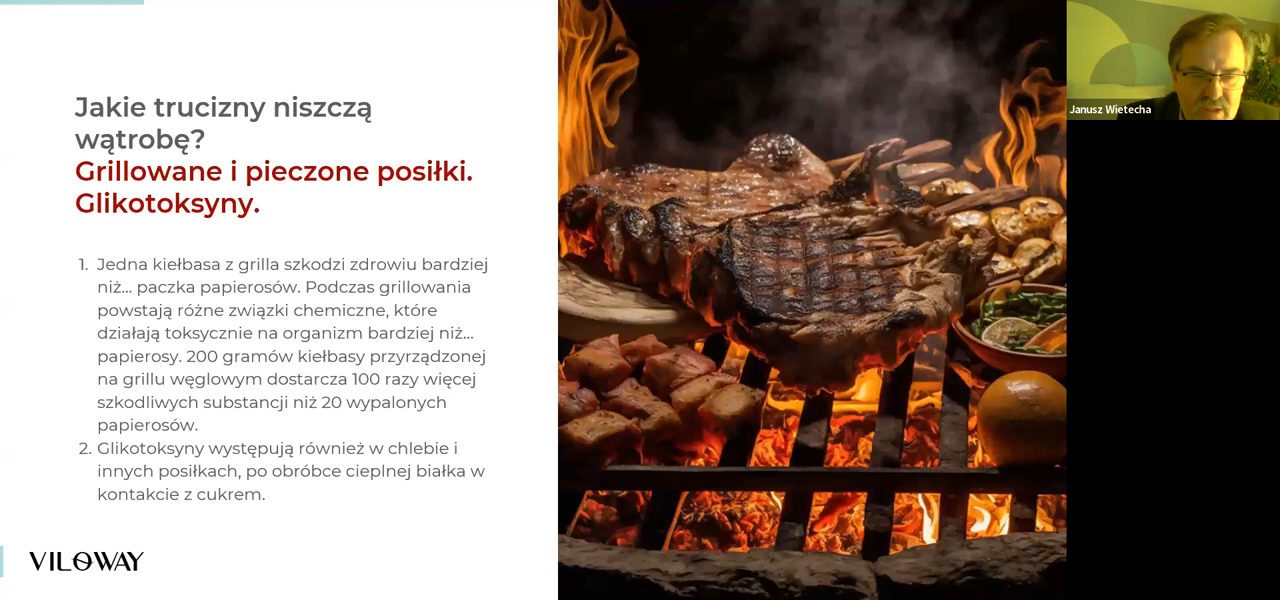 Jakie trucizny niszczą
wątrobę?
Grillowane i pieczone posiłki.
Glikotoksyny.
1. Jedna kiełbasa z grilla szkodzi zdrowiu bardziej
niż... paczka papierosów. Podczas grillowania
powstają różne związki chemiczne, które
działają toksycznie na organizm bardziej niż...
papierosy. 200 gramów kiełbasy przyrządzonej
na grillu węglowym dostarcza 100 razy więcej
szkodliwych substancji niż 20 wypalonych
papierosów.
2. Glikotoksyny występują również w chlebie i
innych posiłkach, po obróbce cieplnej białka w
kontakcie z cukrem.
VILOWAY
Janusz Wietecha